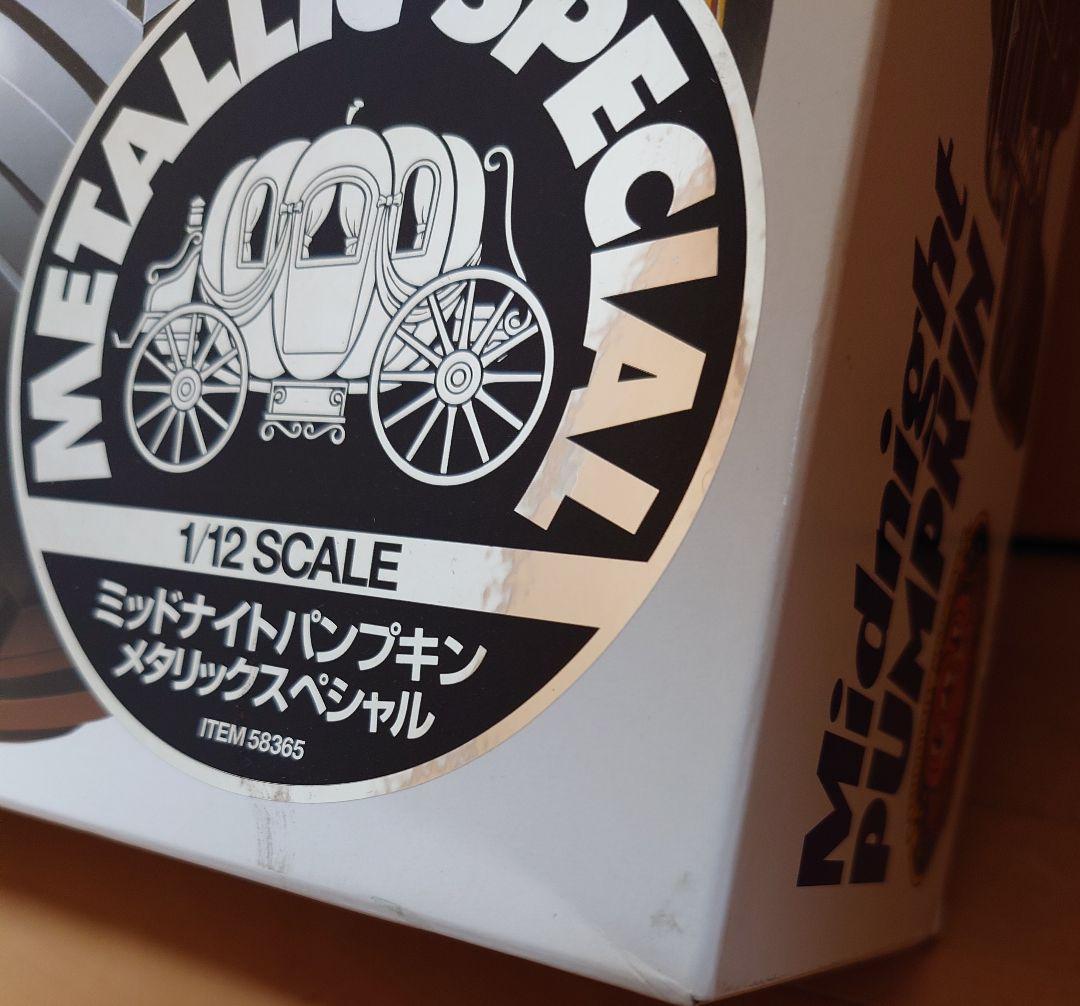 METALLIC SPECIAL
1/12 SCALE
ミッドナイトパンプキン
メタリックスペシャル
ITEM 58365
Midnight
PUMPKIN